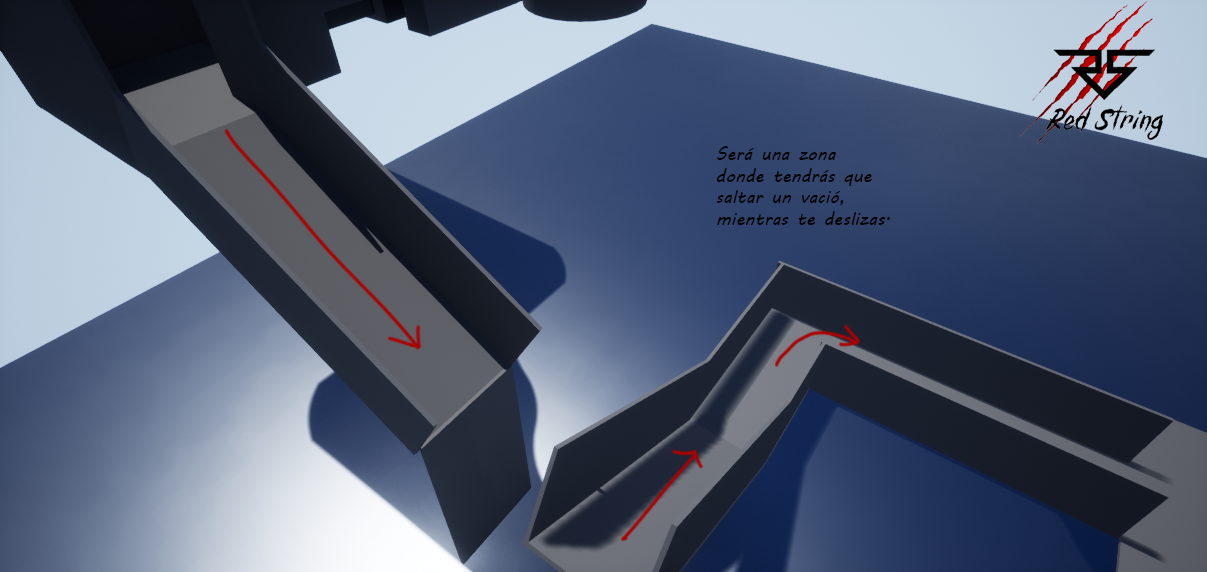 RS
Red String
Será una zona
donde tendrás que
saltar un vació,
mientras te deslizas.